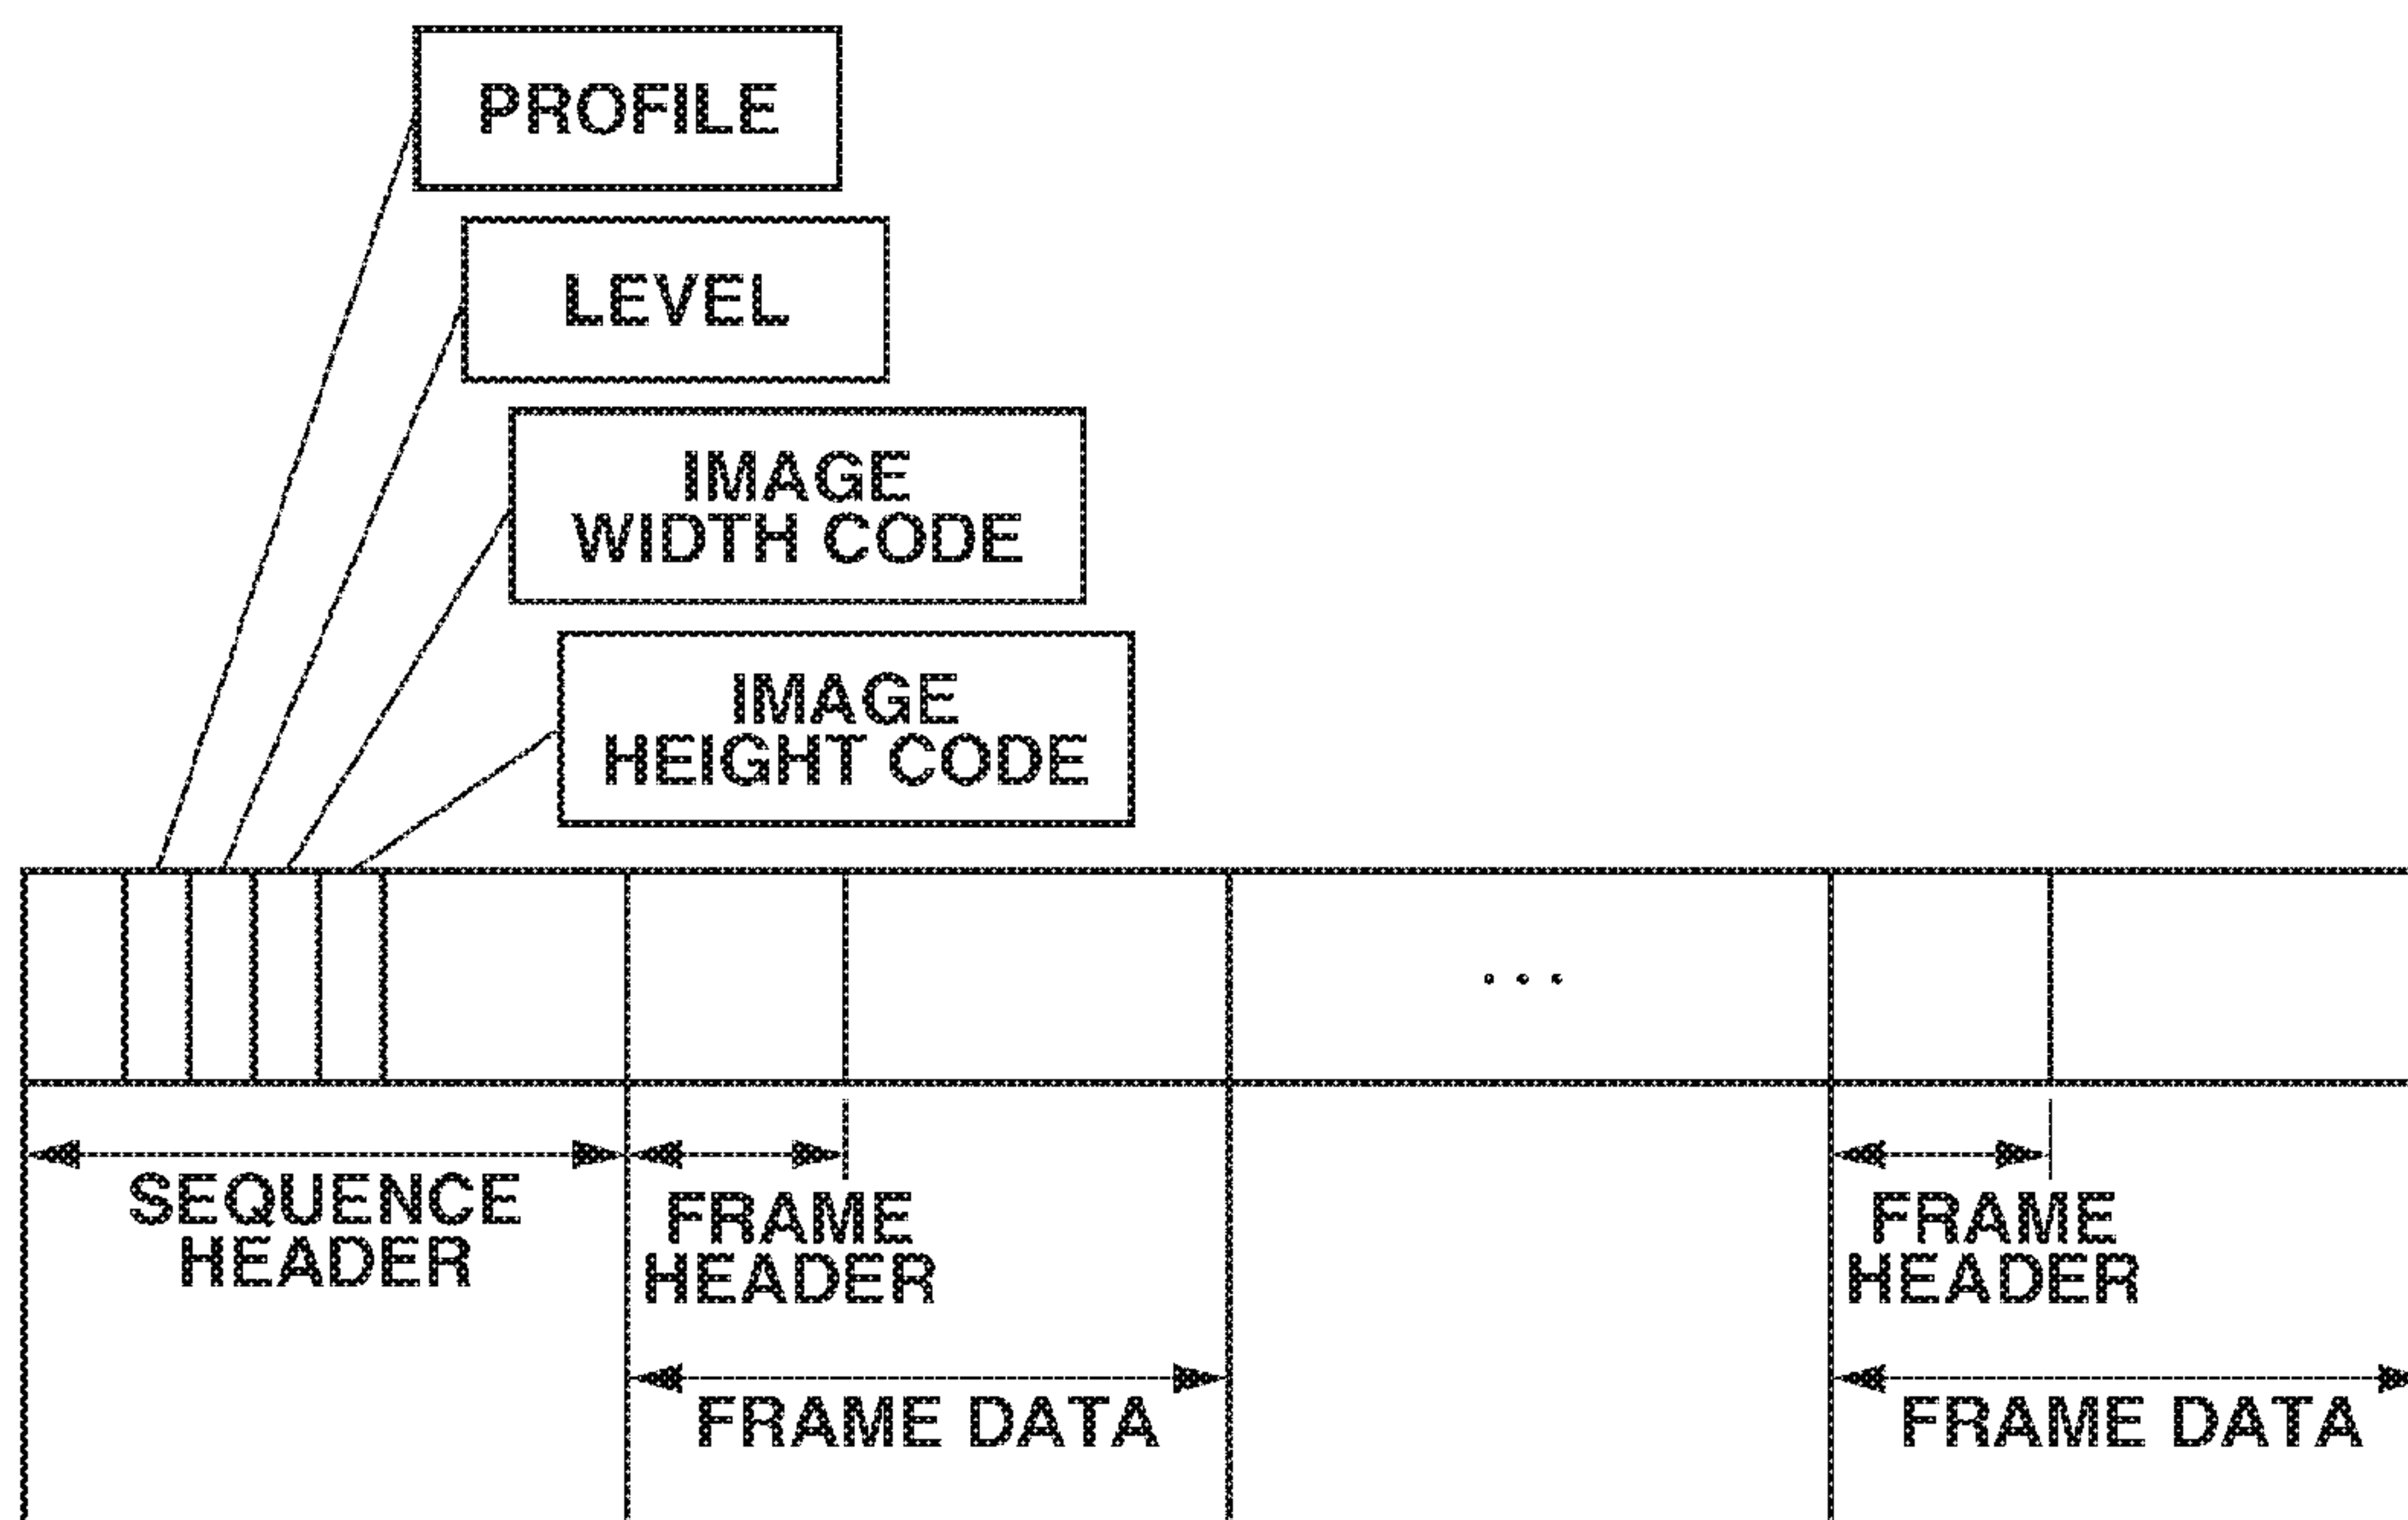 PROFILE
LEVEL
IMAGE
WIDTH CODE
IMAGE
HEIGHT CODE
...
SEQUENCE
HEADER
FRAME
HEADER
FRAME DATA
FRAME
HEADER
FRAME DATA